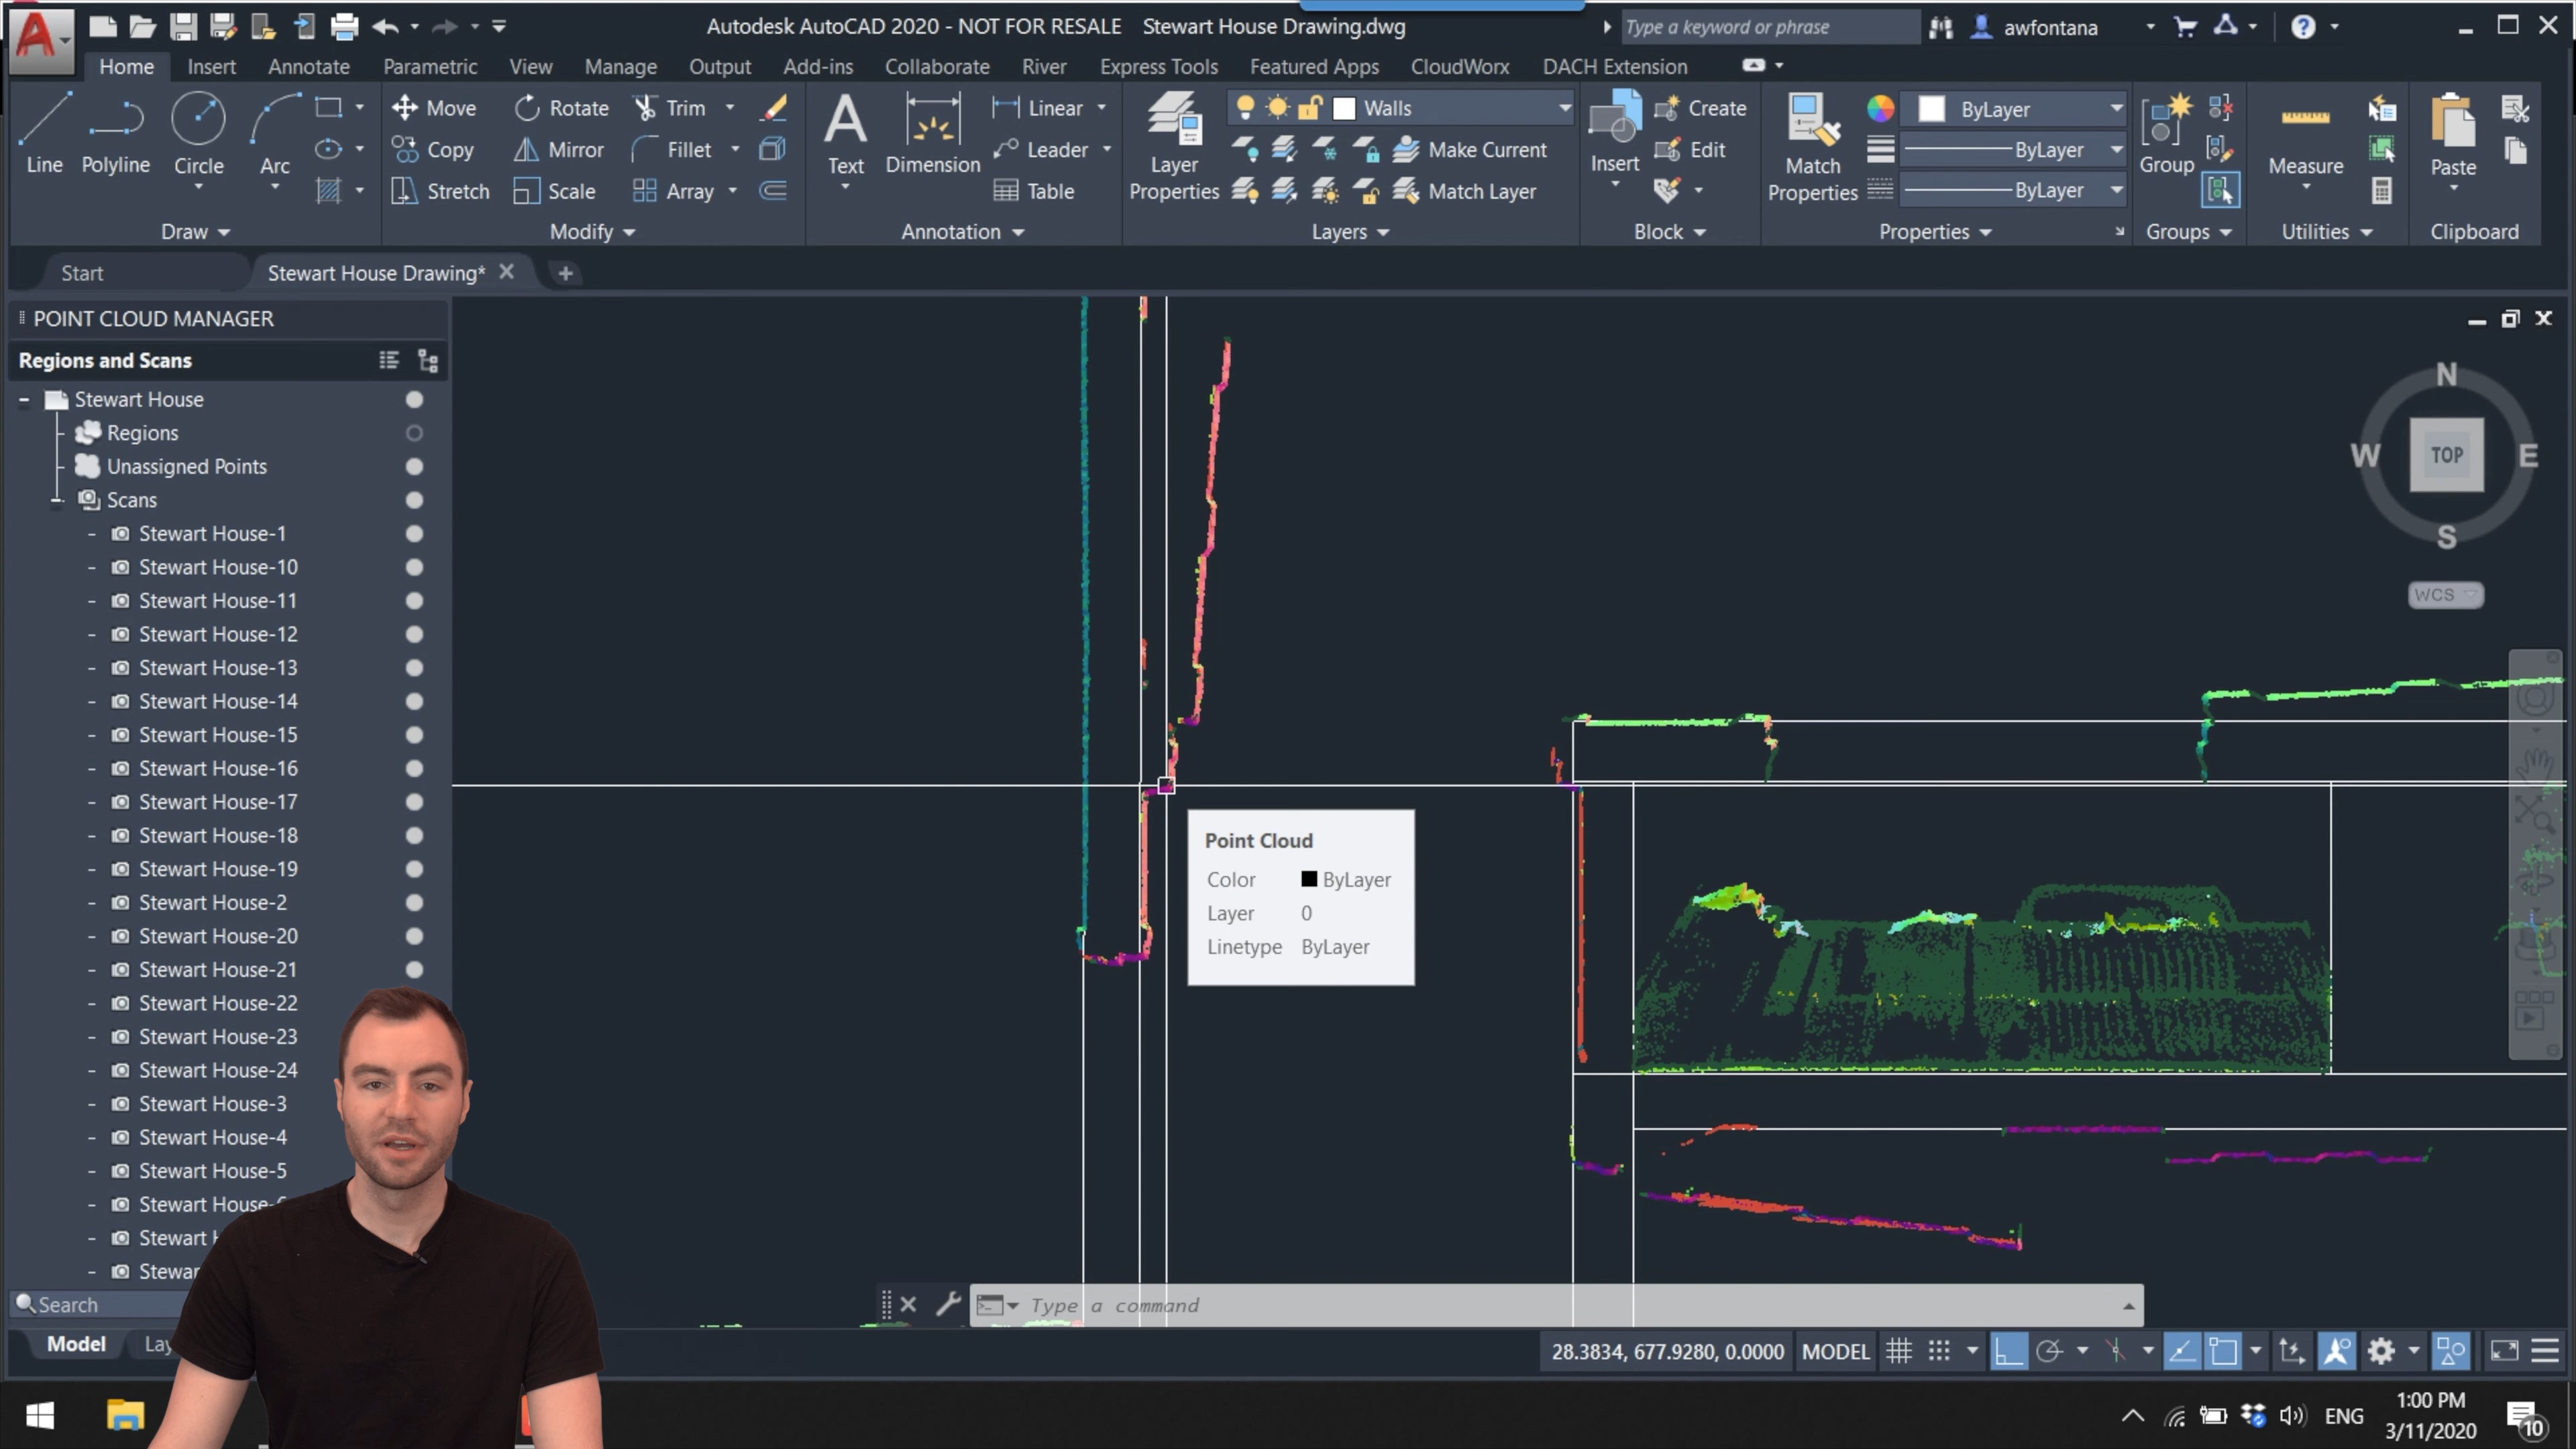 Autodesk AutoCAD 2020 - NOT FOR RESALE Stewart House Drawing.dwg
Type a keyword or phrase
awfontana
Home Insert Annotate Parametric View Manage Output Add-ins Collaborate River Express Tools Featured Apps CloudWorx DACH Extension
Line Polyline Circle Arc
Move Rotate Trim
Copy Mirror Fillet
Stretch Scale Array
Text Dimension
Linear
Leader
Table
Layer Properties
Walls
Make Current
Match Layer
Insert
Create
Edit
Match Properties
ByLayer
ByLayer
ByLayer
Group
Measure
Paste
Draw Modify Annotation Layers Block Properties Groups Utilities Clipboard
Start Stewart House Drawing*
POINT CLOUD MANAGER
Regions and Scans
Stewart House
Regions
Unassigned Points
Scans
Stewart House-1
Stewart House-10
Stewart House-11
Stewart House-12
Stewart House-13
Stewart House-14
Stewart House-15
Stewart House-16
Stewart House-17
Stewart House-18
Stewart House-19
Stewart House-2
Stewart House-20
Stewart House-21
Stewart House-22
Stewart House-23
Stewart House-24
Stewart House-3
Stewart House-4
Stewart House-5
Stewart House-
Stewart
Search
Model
N
W TOP E
S
WCS
Point Cloud
Color ByLayer
Layer 0
Linetype ByLayer
Type a command
28.3834, 677.9280, 0.0000 MODEL
ENG
1:00 PM
3/11/2020
10